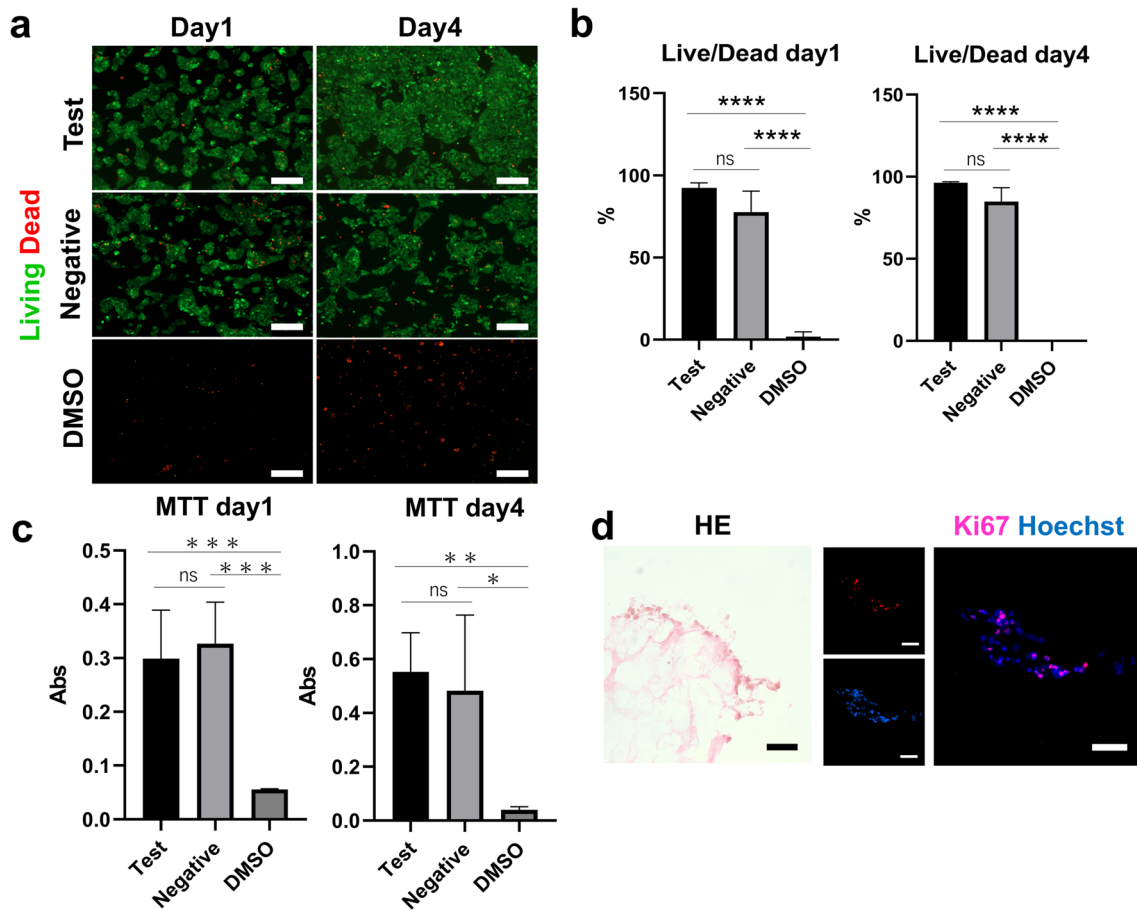 a
Day1 Day4
Test
Negative
DMSO
Living Dead
b
Live/Dead day1
150
100
50
0
%
****
****
ns
Test
Negative
DMSO
Live/Dead day4
150
100
50
0
%
****
****
ns
Test
Negative
DMSO
c
MTT day1
0.5
0.4
0.3
0.2
0.1
0.0
Abs
***
***
ns
Test
Negative
DMSO
MTT day4
1.0
0.8
0.6
0.4
0.2
0.0
Abs
**
*
ns
Test
Negative
DMSO
d
HE
Ki67 Hoechst